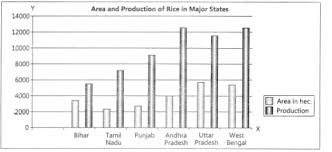 Y
Area and Production of Rice in Major States
14000
12000
10000
8000
6000
4000
2000
0
X
Bihar
Tamil
Nadu
Punjab
Andhra
Pradesh
Uttar
Pradesh
West
Bengal
Area in hec.
Production